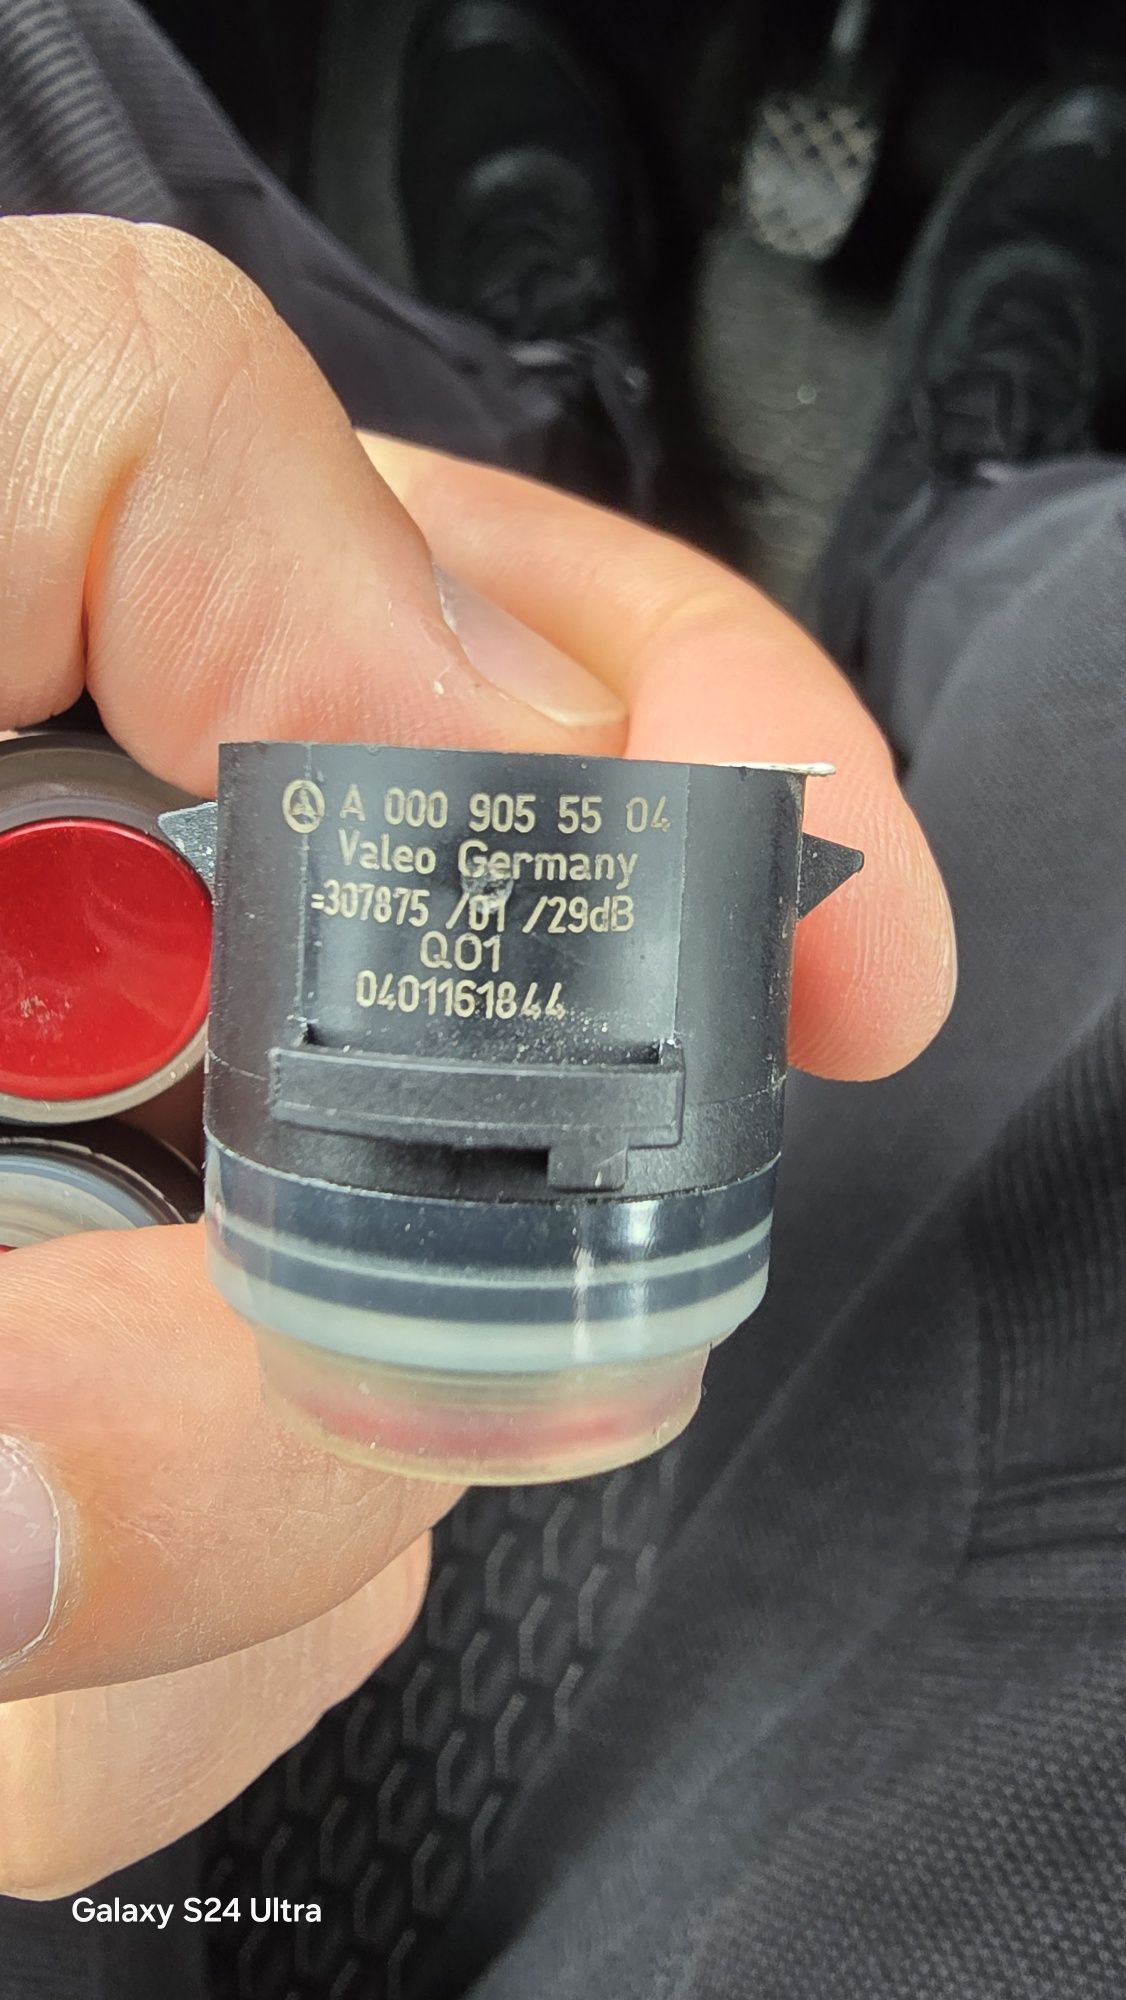 A 000 905 55 04
Valeo Germany
=307875 /01 /29dB
Q01
0401161844
Galaxy S24 Ultra